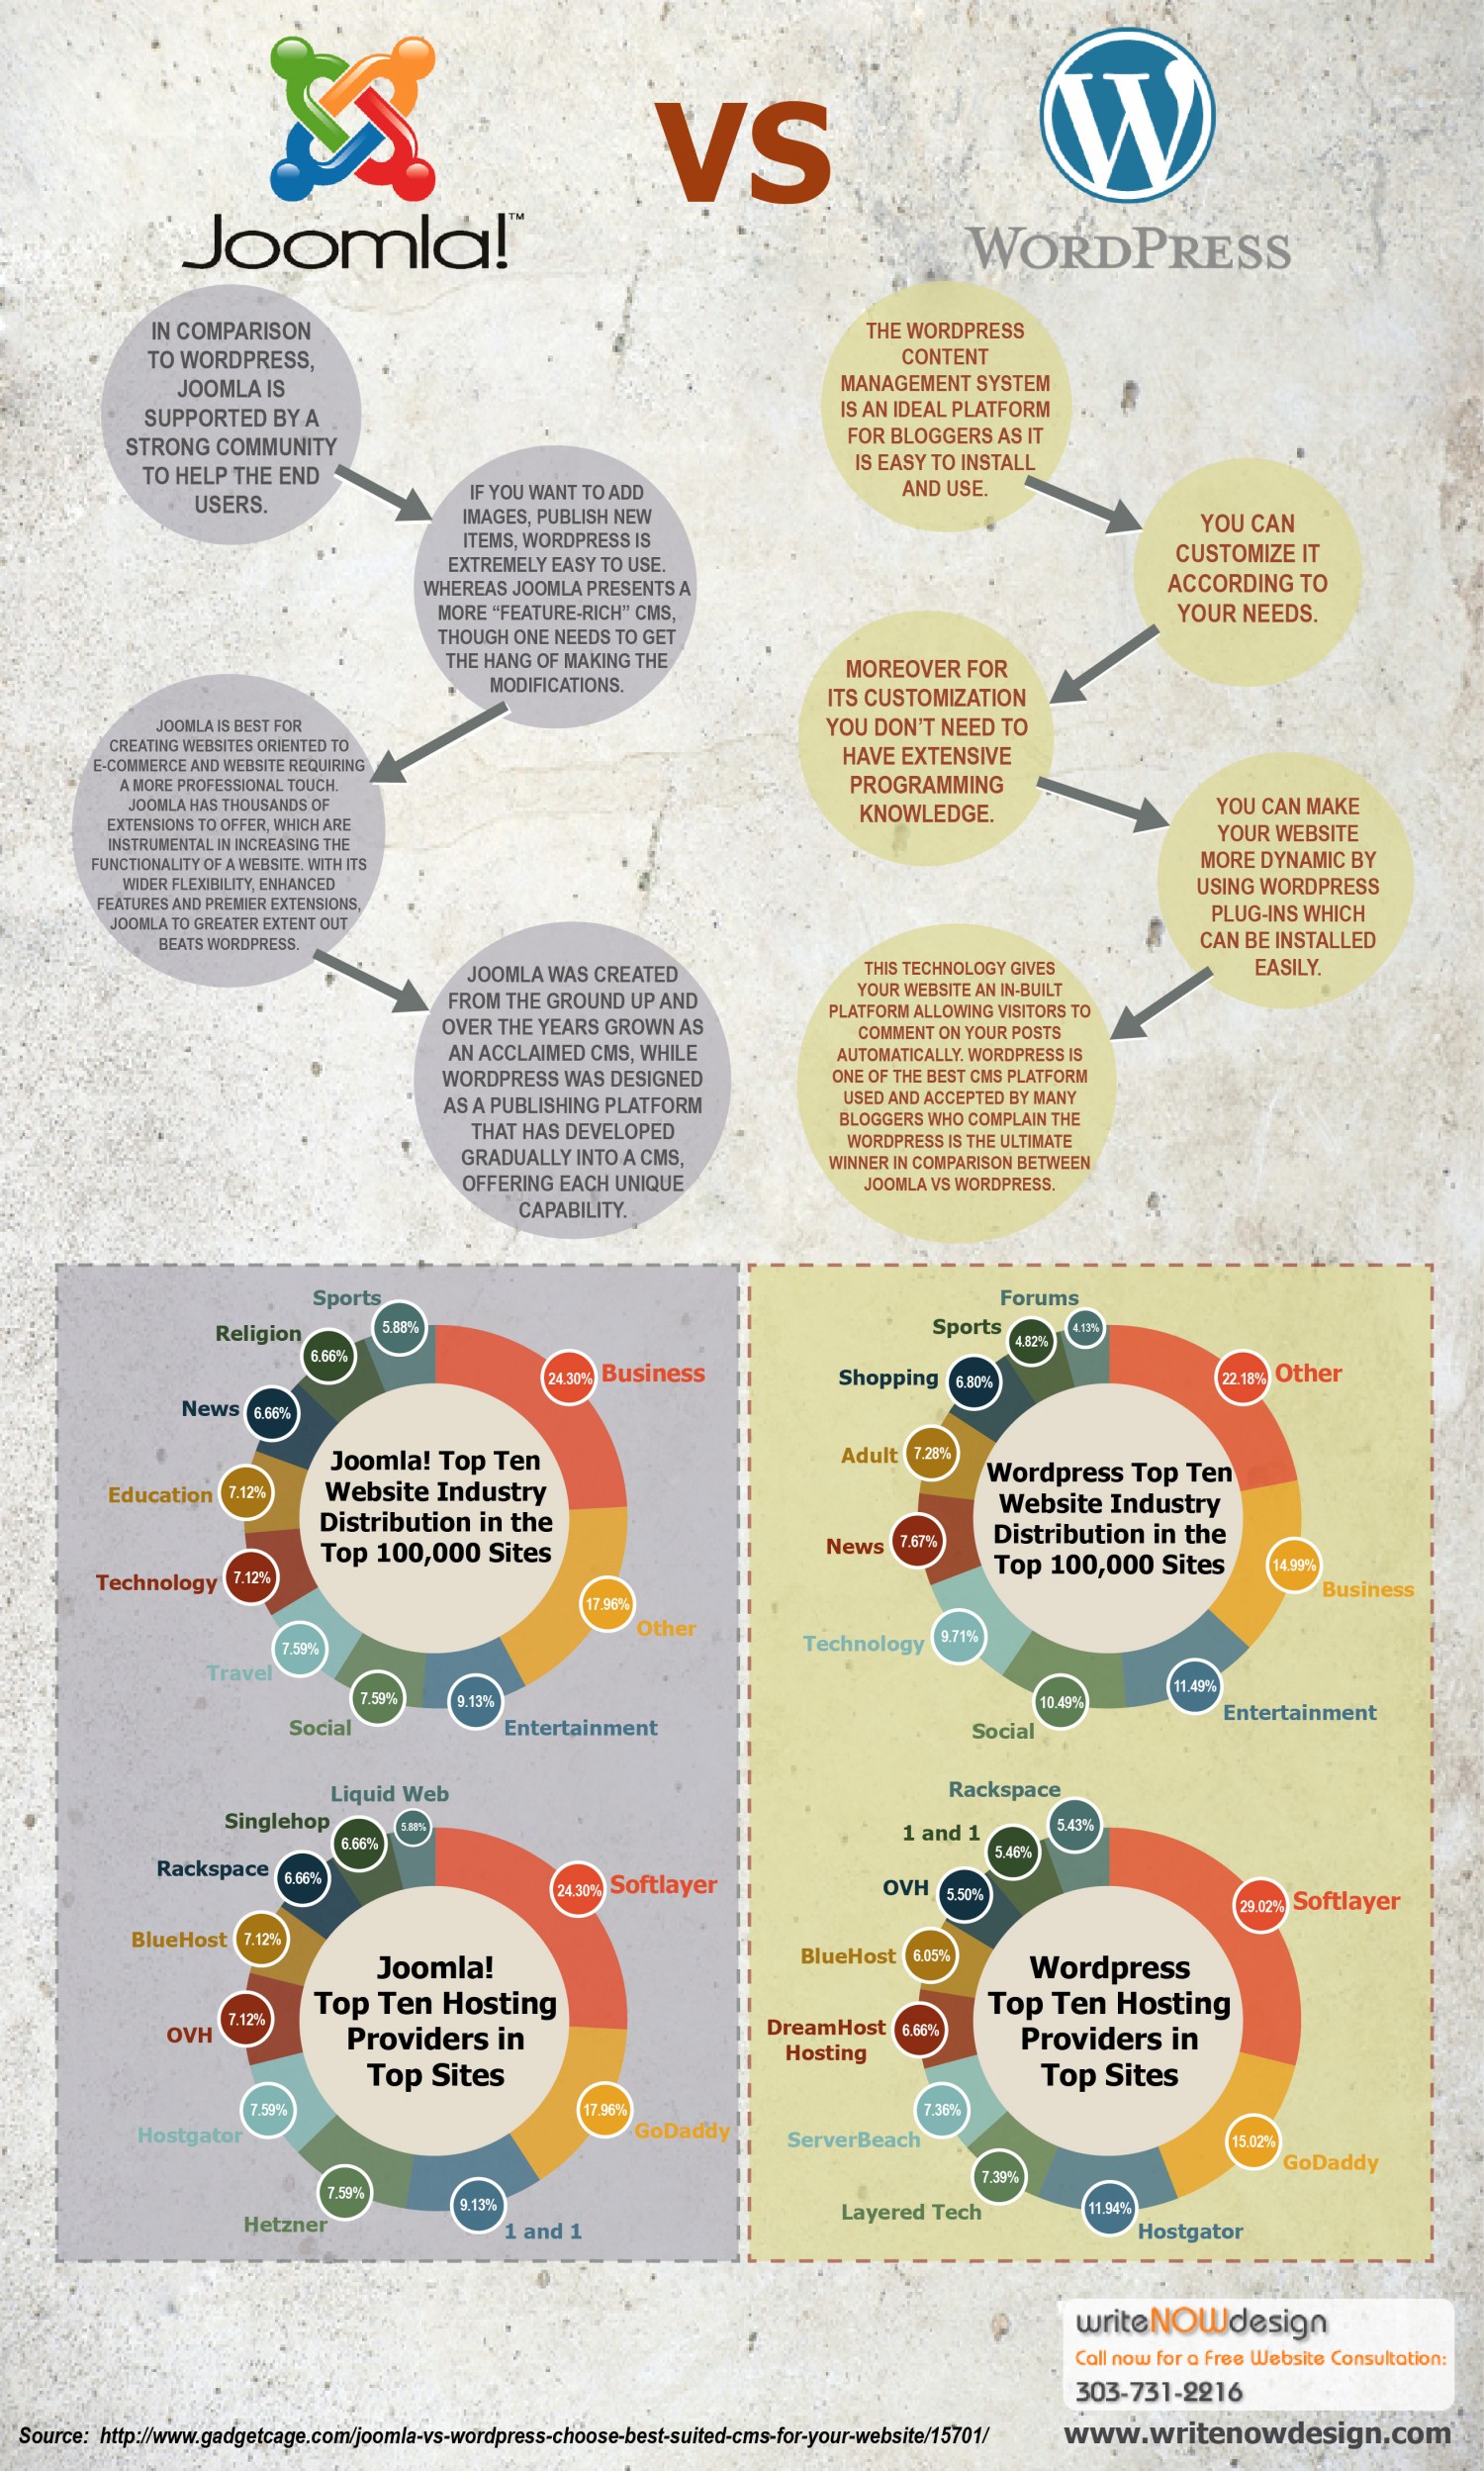 Joomla!™
VS
WORDPRESS
IN COMPARISON
TO WORDPRESS,
JOOMLA IS
SUPPORTED BY A
STRONG COMMUNITY
TO HELP THE END
USERS.
IF YOU WANT TO ADD
IMAGES, PUBLISH NEW
ITEMS, WORDPRESS IS
EXTREMELY EASY TO USE.
WHEREAS JOOMLA PRESENTS A
MORE “FEATURE-RICH” CMS,
THOUGH ONE NEEDS TO GET
THE HANG OF MAKING THE
MODIFICATIONS.
JOOMLA IS BEST FOR
CREATING WEBSITES ORIENTED TO
E-COMMERCE AND WEBSITE REQUIRING
A MORE PROFESSIONAL TOUCH.
JOOMLA HAS THOUSANDS OF
EXTENSIONS TO OFFER, WHICH ARE
INSTRUMENTAL IN INCREASING THE
FUNCTIONALITY OF A WEBSITE. WITH ITS
WIDER FLEXIBILITY, ENHANCED
FEATURES AND PREMIER EXTENSIONS,
JOOMLA TO GREATER EXTENT OUT
BEATS WORDPRESS.
JOOMLA WAS CREATED
FROM THE GROUND UP AND
OVER THE YEARS GROWN AS
AN ACCLAIMED CMS, WHILE
WORDPRESS WAS DESIGNED
AS A PUBLISHING PLATFORM
THAT HAS DEVELOPED
GRADUALLY INTO A CMS,
OFFERING EACH UNIQUE
CAPABILITY.
THE WORDPRESS
CONTENT
MANAGEMENT SYSTEM
IS AN IDEAL PLATFORM
FOR BLOGGERS AS IT
IS EASY TO INSTALL
AND USE.
YOU CAN
CUSTOMIZE IT
ACCORDING TO
YOUR NEEDS.
MOREOVER FOR
ITS CUSTOMIZATION
YOU DON’T NEED TO
HAVE EXTENSIVE
PROGRAMMING
KNOWLEDGE.
YOU CAN MAKE
YOUR WEBSITE
MORE DYNAMIC BY
USING WORDPRESS
PLUG-INS WHICH
CAN BE INSTALLED
EASILY.
THIS TECHNOLOGY GIVES
YOUR WEBSITE AN IN-BUILT
PLATFORM ALLOWING VISITORS TO
COMMENT ON YOUR POSTS
AUTOMATICALLY. WORDPRESS IS
ONE OF THE BEST CMS PLATFORM
USED AND ACCEPTED BY MANY
BLOGGERS WHO COMPLAIN THE
WORDPRESS IS THE ULTIMATE
WINNER IN COMPARISON BETWEEN
JOOMLA VS WORDPRESS.
Joomla! Top Ten
Website Industry
Distribution in the
Top 100,000 Sites
24.30% Business
17.96% Other
9.13% Entertainment
7.59% Social
7.59% Travel
7.12% Technology
7.12% Education
6.66% News
6.66% Religion
5.88% Sports
Wordpress Top Ten
Website Industry
Distribution in the
Top 100,000 Sites
22.18% Other
14.99% Business
11.49% Entertainment
10.49% Social
9.71% Technology
7.67% News
7.28% Adult
6.80% Shopping
4.82% Sports
4.13% Forums
Joomla!
Top Ten Hosting
Providers in
Top Sites
24.30% Softlayer
17.96% GoDaddy
9.13% 1 and 1
7.59% Hetzner
7.59% Hostgator
7.12% OVH
7.12% BlueHost
6.66% Rackspace
6.66% Singlehop
5.88% Liquid Web
Wordpress
Top Ten Hosting
Providers in
Top Sites
29.02% Softlayer
15.02% GoDaddy
11.94% Hostgator
7.39% Layered Tech
7.36% ServerBeach
6.66% DreamHost
Hosting
6.05% BlueHost
5.50% OVH
5.46% 1 and 1
5.43% Rackspace
writeNOWdesign
Call now for a Free Website Consultation:
303-731-2216
www.writenowdesign.com
Source: http://www.gadgetcage.com/joomla-vs-wordpress-choose-best-suited-cms-for-your-website/15701/